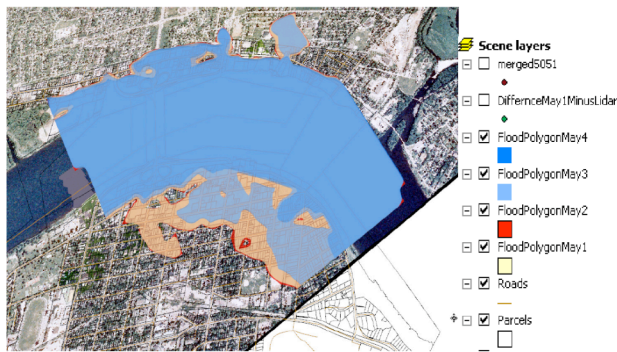 Scene layers
merged5051
DiffernceMay1MinusLidar
FloodPolygonMay4
FloodPolygonMay3
FloodPolygonMay2
FloodPolygonMay1
Roads
Parcels